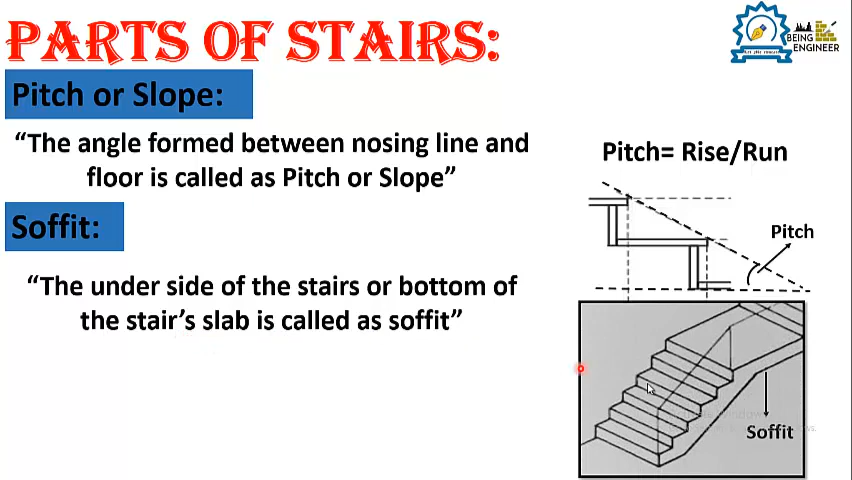 PARTS OF STAIRS:
BEING
ENGINEER
Pitch or Slope:
“The angle formed between nosing line and
floor is called as Pitch or Slope”
Pitch= Rise/Run
Pitch
Soffit:
“The under side of the stairs or bottom of
the stair’s slab is called as soffit”
Soffit